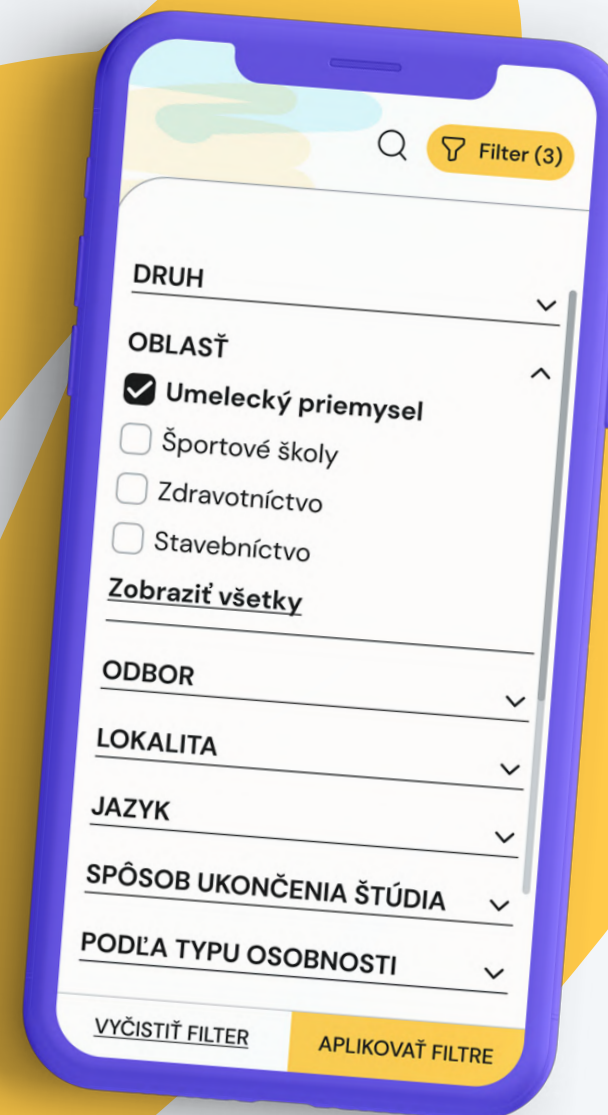 Filter (3)
DRUH
OBLASŤ
Umelecký priemysel
Športové školy
Zdravotníctvo
Stavebníctvo
Zobraziť všetky
ODBOR
LOKALITA
JAZYK
SPÔSOB UKONČENIA ŠTÚDIA
PODĽA TYPU OSOBNOSTI
VYČISTIŤ FILTER
APLIKOVAŤ FILTRE